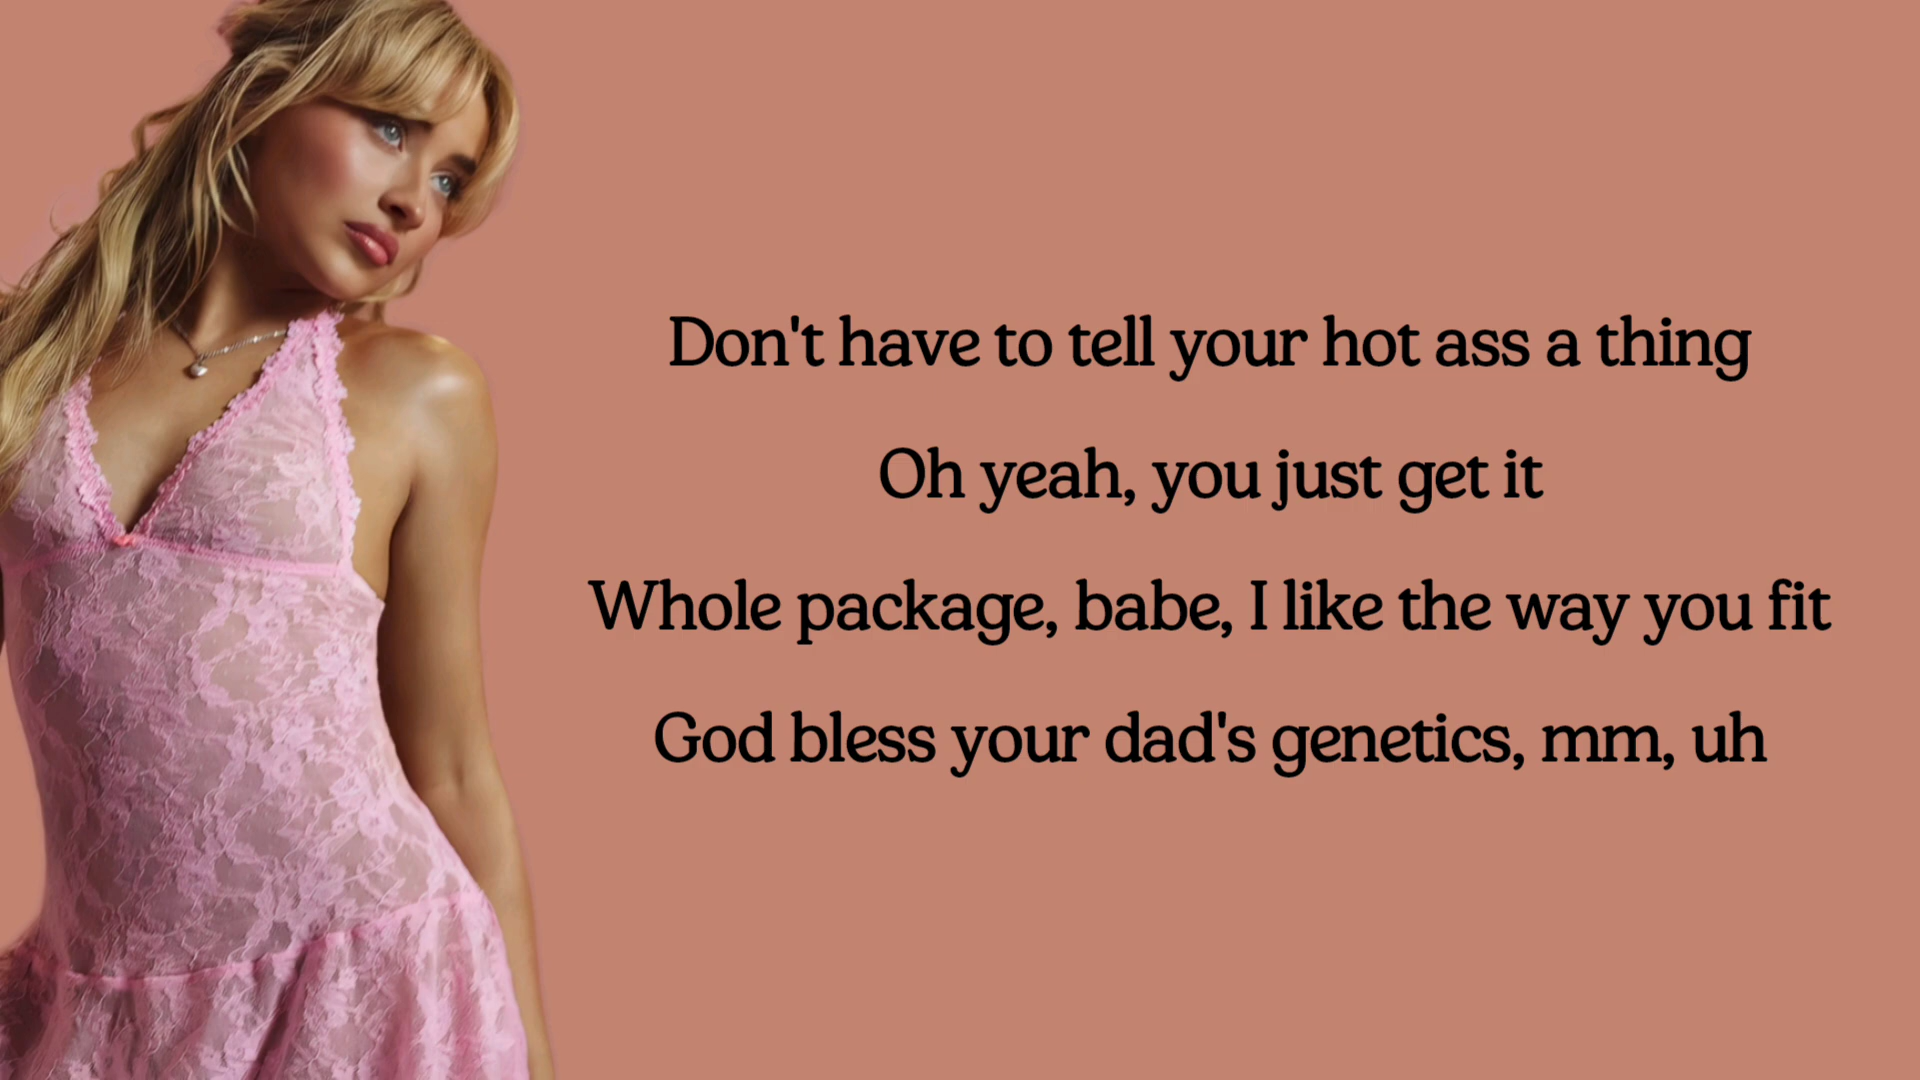 Don't have to tell your hot ass a thing
Oh yeah, you just get it
Whole package, babe, I like the way you fit
God bless your dad's genetics, mm, uh